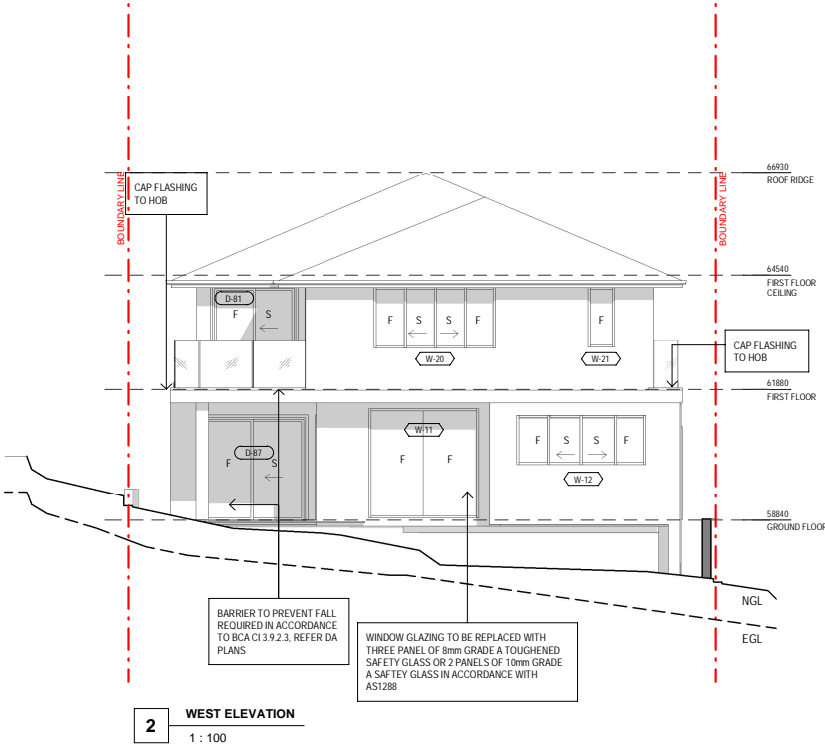 66930
ROOF RIDGE
BOUNDARY LINE
CAP FLASHING
TO HOB
BOUNDARY LINE
64540
FIRST FLOOR
CEILING
D-81
F S
F S S F
F
W-20
W-21
CAP FLASHING
TO HOB
61880
FIRST FLOOR
W-11
D-87
F S
F F
F S S F
W-12
58840
GROUND FLOOR
NGL
EGL
BARRIER TO PREVENT FALL
REQUIRED IN ACCORDANCE
TO BCA Cl 3.9.2.3, REFER DA
PLANS
WINDOW GLAZING TO BE REPLACED WITH
THREE PANEL OF 8mm GRADE A TOUGHENED
SAFETY GLASS OR 2 PANELS OF 10mm GRADE
A SAFTEY GLASS IN ACCORDANCE WITH
AS1288
2
WEST ELEVATION
1 : 100